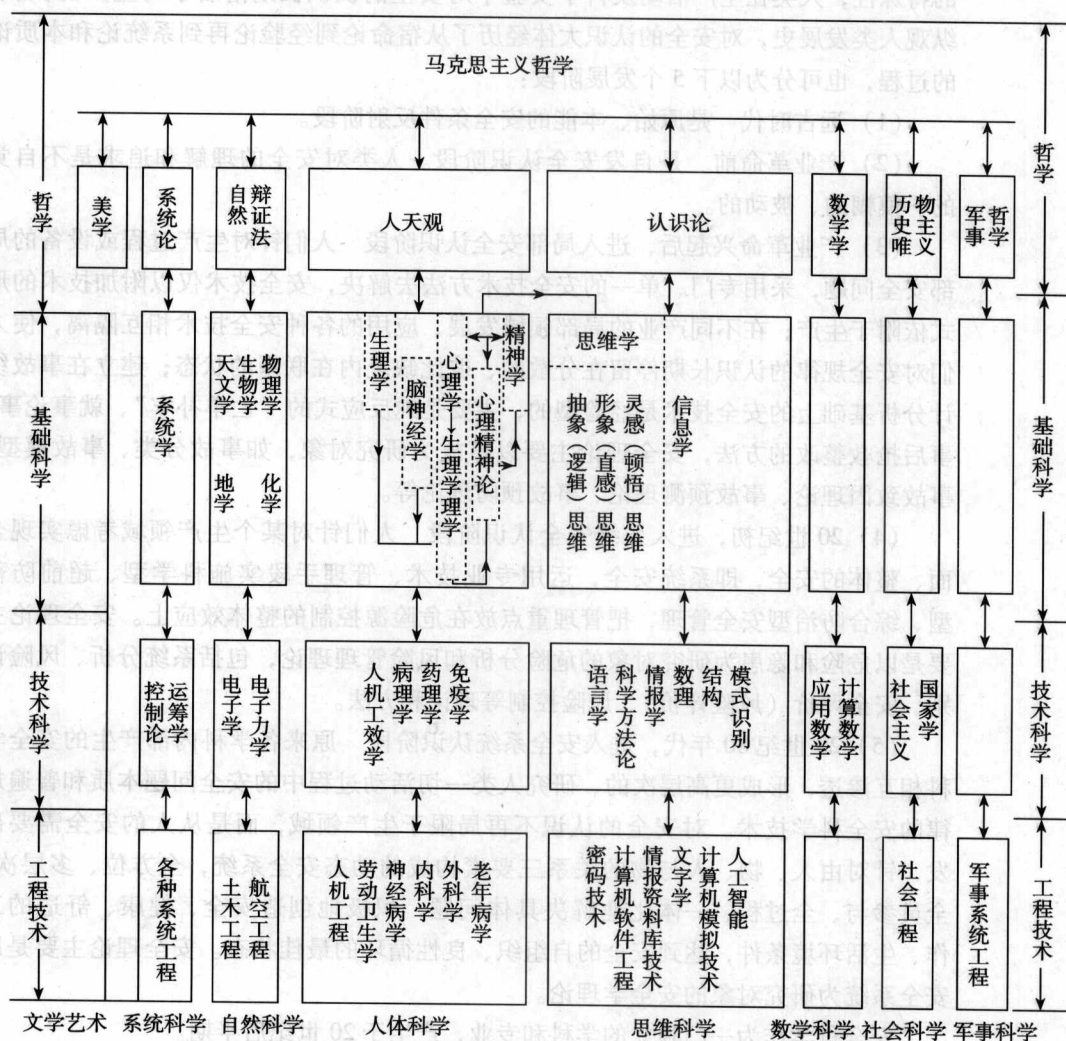 马克思主义哲学
哲学
美学
系统论
自然
辩证法
人天观
认识论
数学学
历史唯
物主义
军事
哲学
哲学
基础科学
系统学
天文学
生物学
物理学
地学
化学
生理学
脑神经学
心理学→生理学学理学
心理精神论
精神学
思维学
抽象(逻辑)思维
形象(直感)思维
灵感(顿悟)思维
信息学
基础科学
技术科学
控制论
运筹学
电子学
电子力学
人机工效学
病理学
药理学
免疫学
语言学
科学方法论
情报学
数理
结构
模式识别
应用数学
计算数学
社会主义
国家学
技术科学
工程技术
各种系统工程
土木工程
航空工程
人机工程
劳动卫生学
神经病学
内科学
外科学
老年病学
密码技术
计算机软件工程
情报资料库技术
文字学
计算机模拟技术
人工智能
社会工程
军事系统工程
工程技术
文学艺术 系统科学 自然科学 人体科学 思维科学 数学科学 社会科学 军事科学